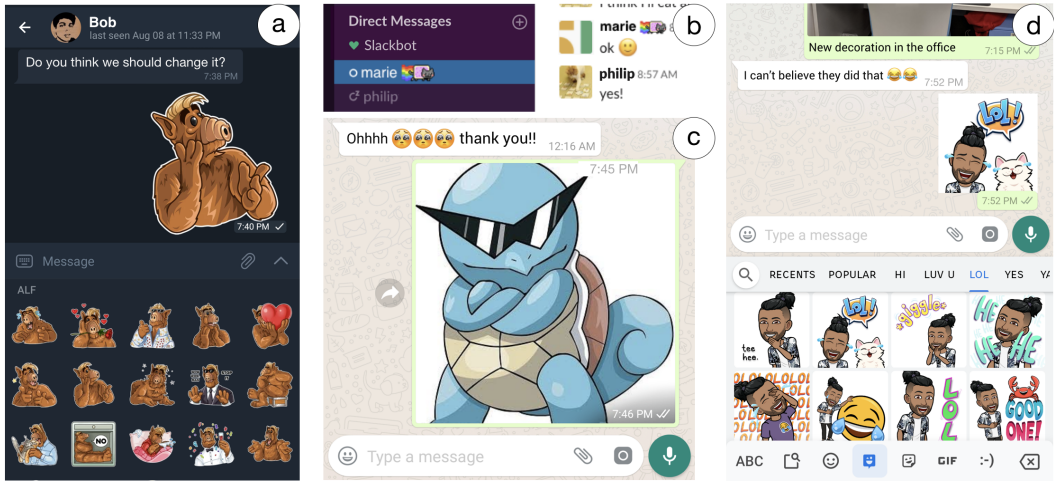 a
Bob
last seen Aug 08 at 11:33 PM
Do you think we should change it?
7:38 PM
7:40 PM
Message
ALF
NO
b
Direct Messages
Slackbot
marie
philip
marie
ok
philip 8:57 AM
yes!
c
Ohhhh thank you!!
12:16 AM
7:45 PM
7:46 PM
Type a message
d
New decoration in the office
7:15 PM
I can't believe they did that
7:52 PM
LOL!
7:52 PM
Type a message
RECENTS POPULAR HI LUV U LOL YES YA
tee
hee.
LOL!
giggle
HE
HE HE
LOL
GOOD
ONE!
ABC GIF :-)